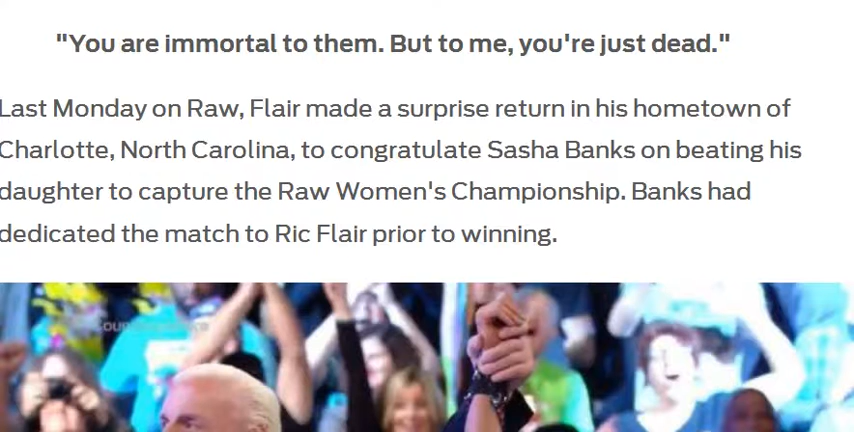 "You are immortal to them. But to me, you're just dead."
Last Monday on Raw, Flair made a surprise return in his hometown of
Charlotte, North Carolina, to congratulate Sasha Banks on beating his
daughter to capture the Raw Women's Championship. Banks had
dedicated the match to Ric Flair prior to winning.